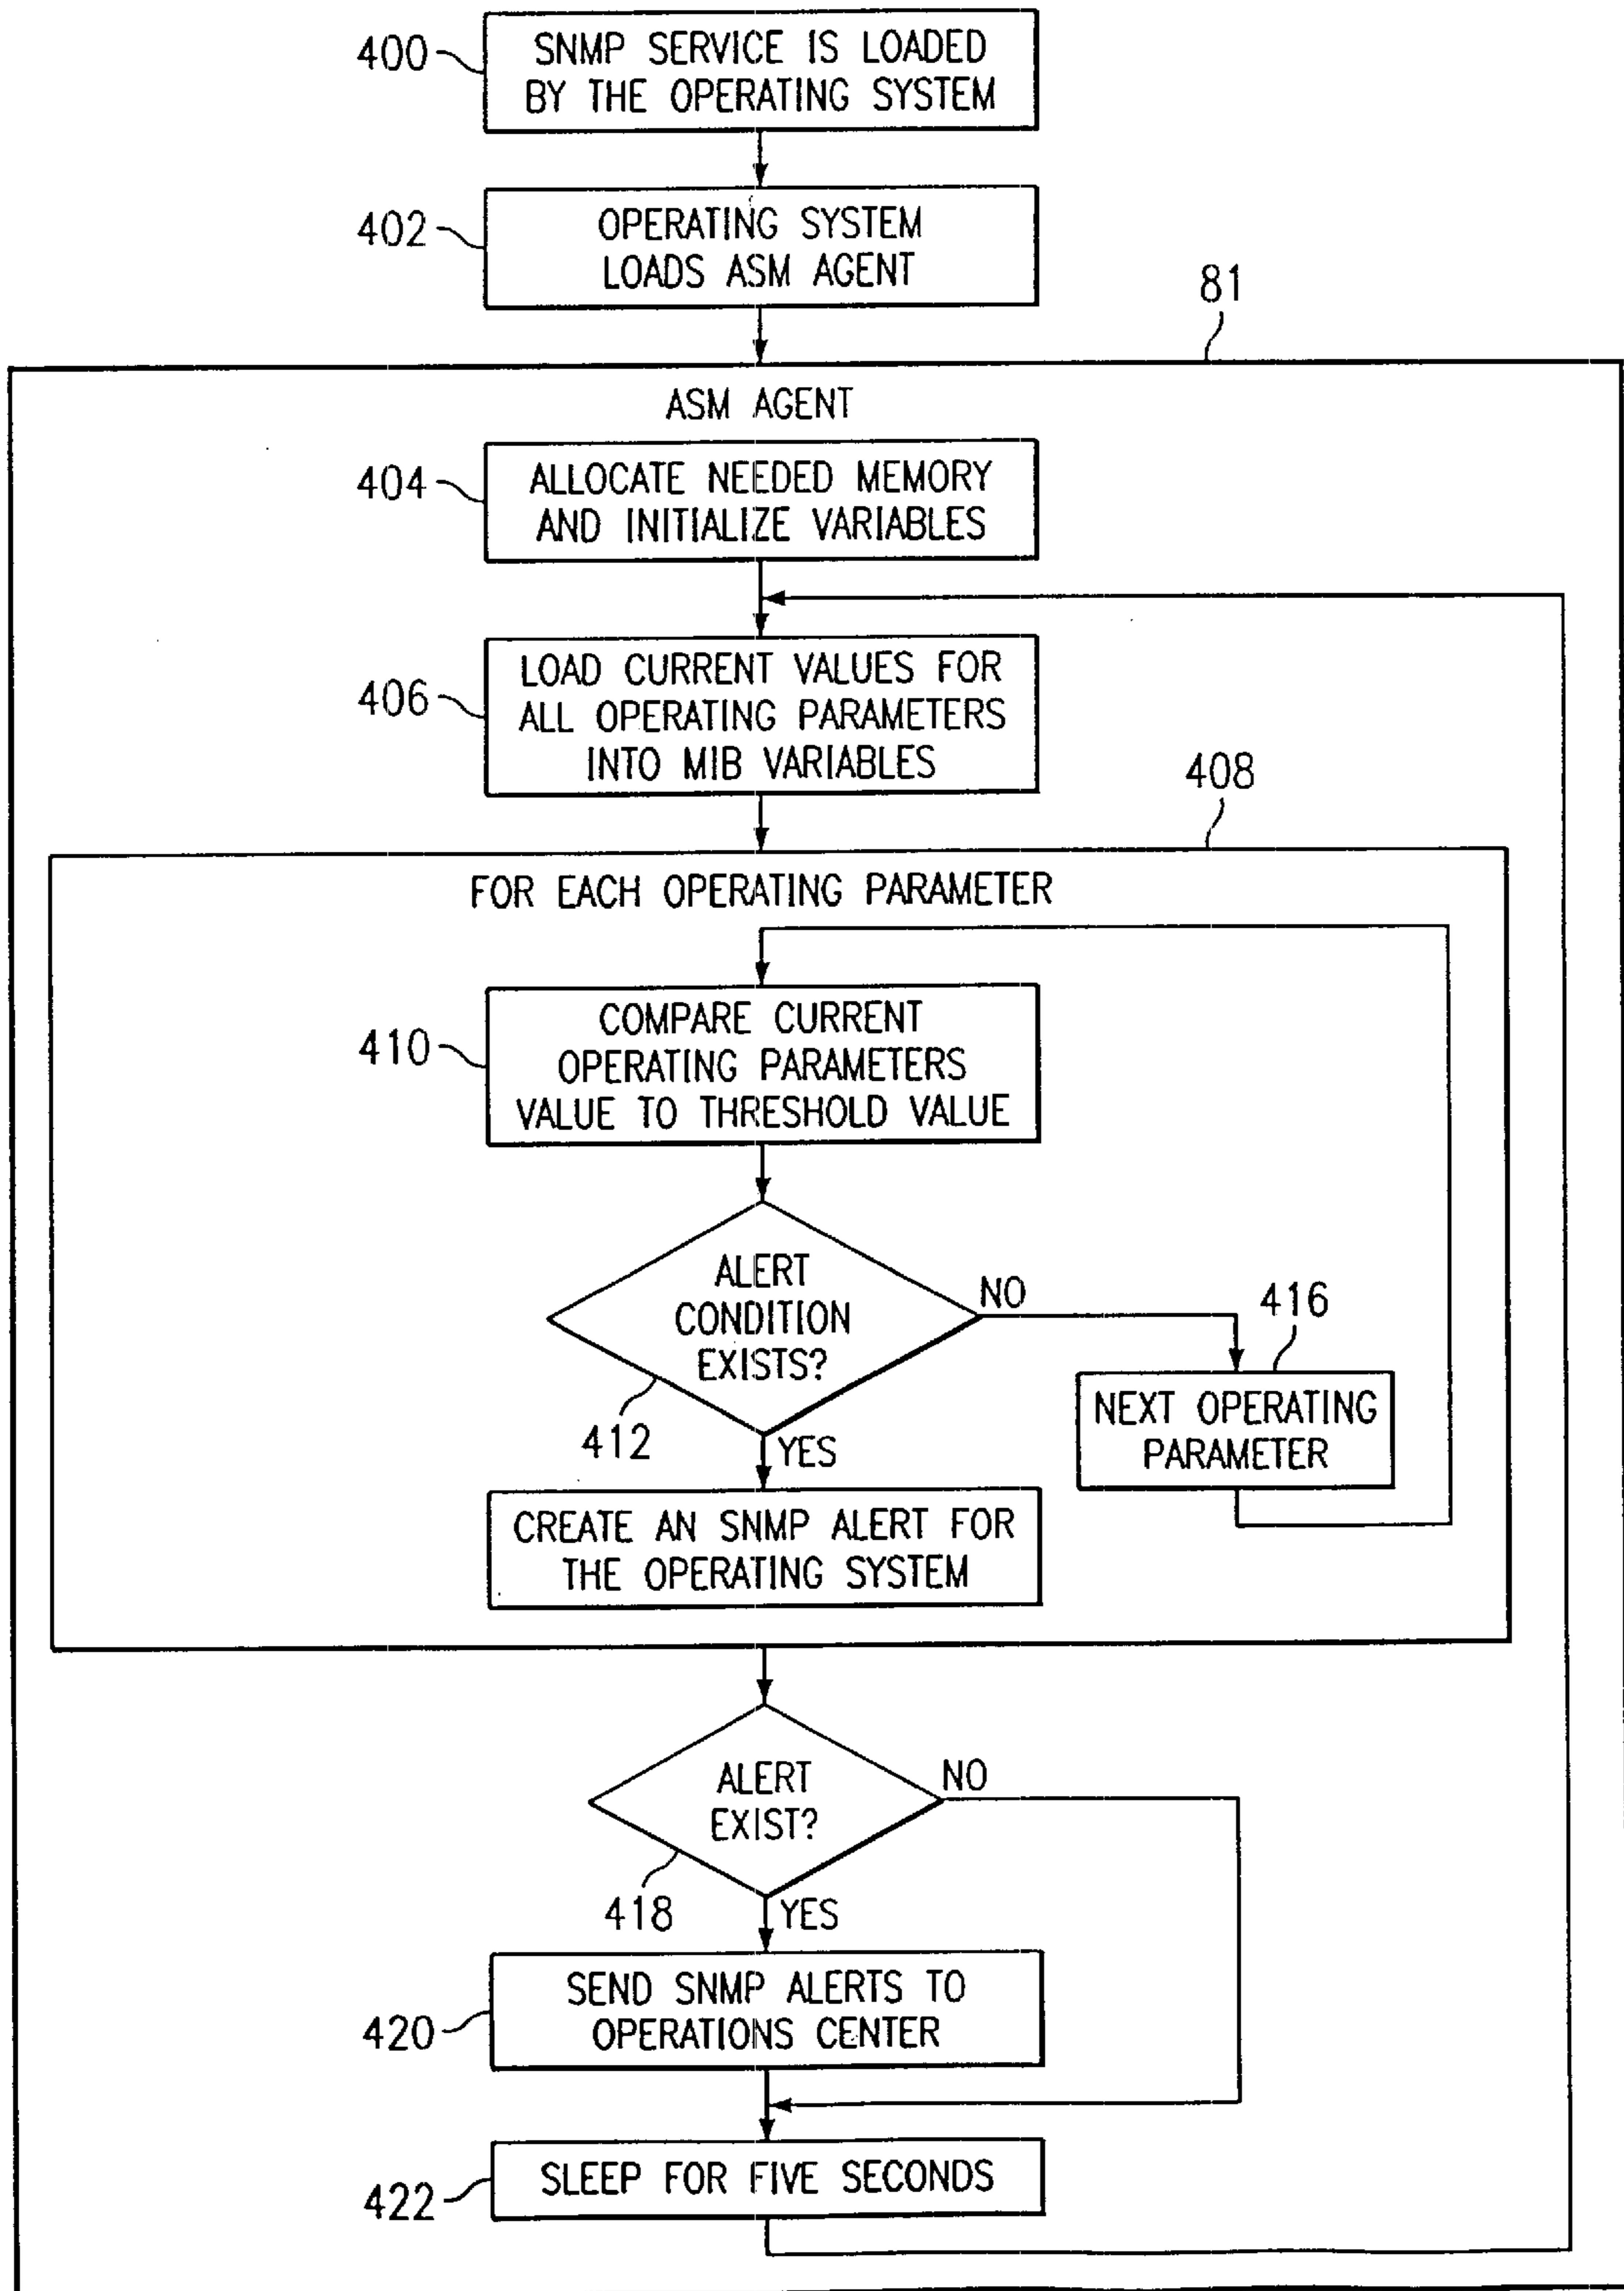 400
SNMP SERVICE IS LOADED
BY THE OPERATING SYSTEM
402
OPERATING SYSTEM
LOADS ASM AGENT
81
ASM AGENT
404
ALLOCATE NEEDED MEMORY
AND INITIALIZE VARIABLES
406
LOAD CURRENT VALUES FOR
ALL OPERATING PARAMETERS
INTO MIB VARIABLES
408
FOR EACH OPERATING PARAMETER
410
COMPARE CURRENT
OPERATING PARAMETERS
VALUE TO THRESHOLD VALUE
ALERT
CONDITION
EXISTS?
NO
412
YES
416
NEXT OPERATING
PARAMETER
CREATE AN SNMP ALERT FOR
THE OPERATING SYSTEM
ALERT
EXIST?
NO
418
YES
420
SEND SNMP ALERTS TO
OPERATIONS CENTER
422
SLEEP FOR FIVE SECONDS